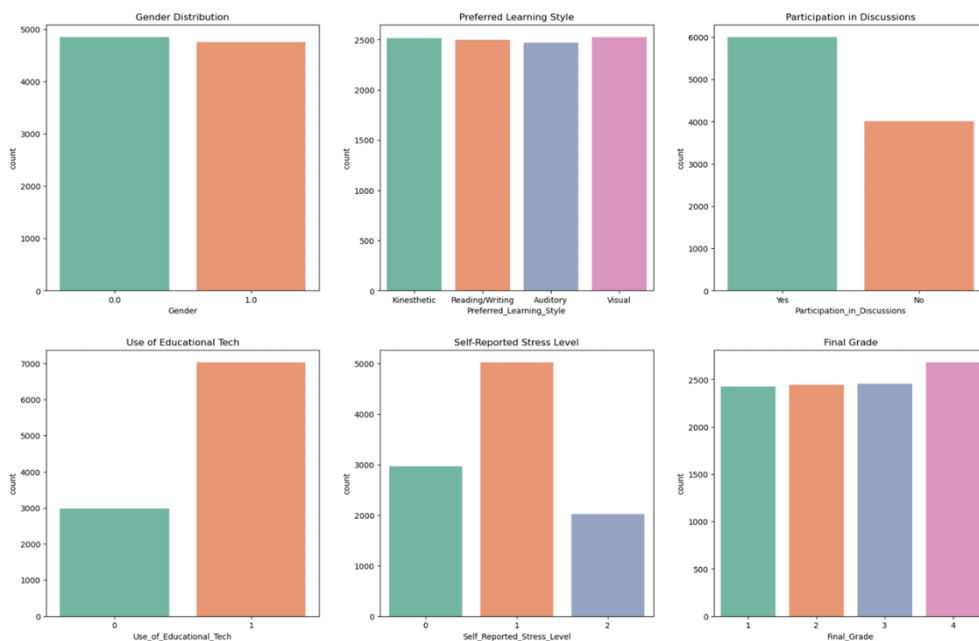 Gender Distribution
5000
4000
3000
2000
1000
0
count
0.0 1.0
Gender
Preferred Learning Style
2500
2000
1500
1000
500
0
count
Kinesthetic Reading/Writing Auditory Visual
Preferred_Learning_Style
Participation in Discussions
6000
5000
4000
3000
2000
1000
0
count
Yes No
Participation_in_Discussions
Use of Educational Tech
7000
6000
5000
4000
3000
2000
1000
0
count
0 1
Use_of_Educational_Tech
Self-Reported Stress Level
5000
4000
3000
2000
1000
0
count
0 1 2
Self_Reported_Stress_Level
Final Grade
2500
2000
1500
1000
500
0
count
1 2 3 4
Final_Grade